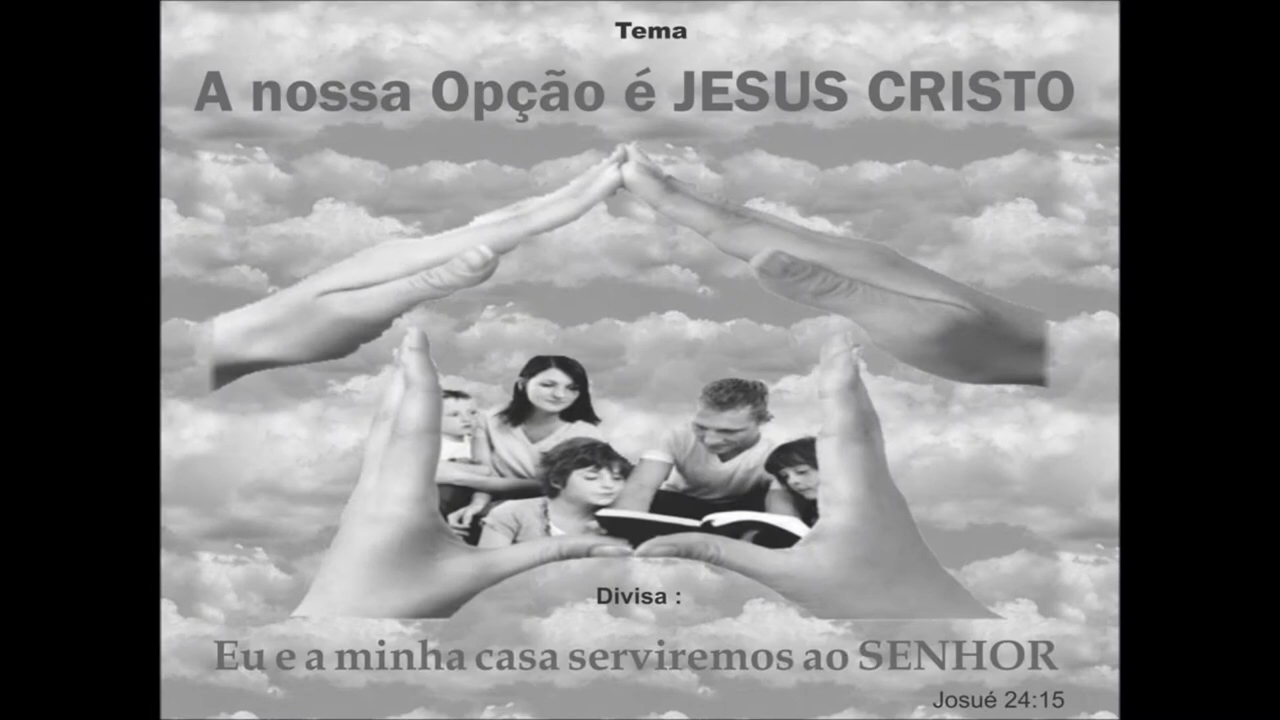 Tema
A nossa Opção é JESUS CRISTO
Divisa :
Eu e a minha casa serviremos ao SENHOR
Josué 24:15